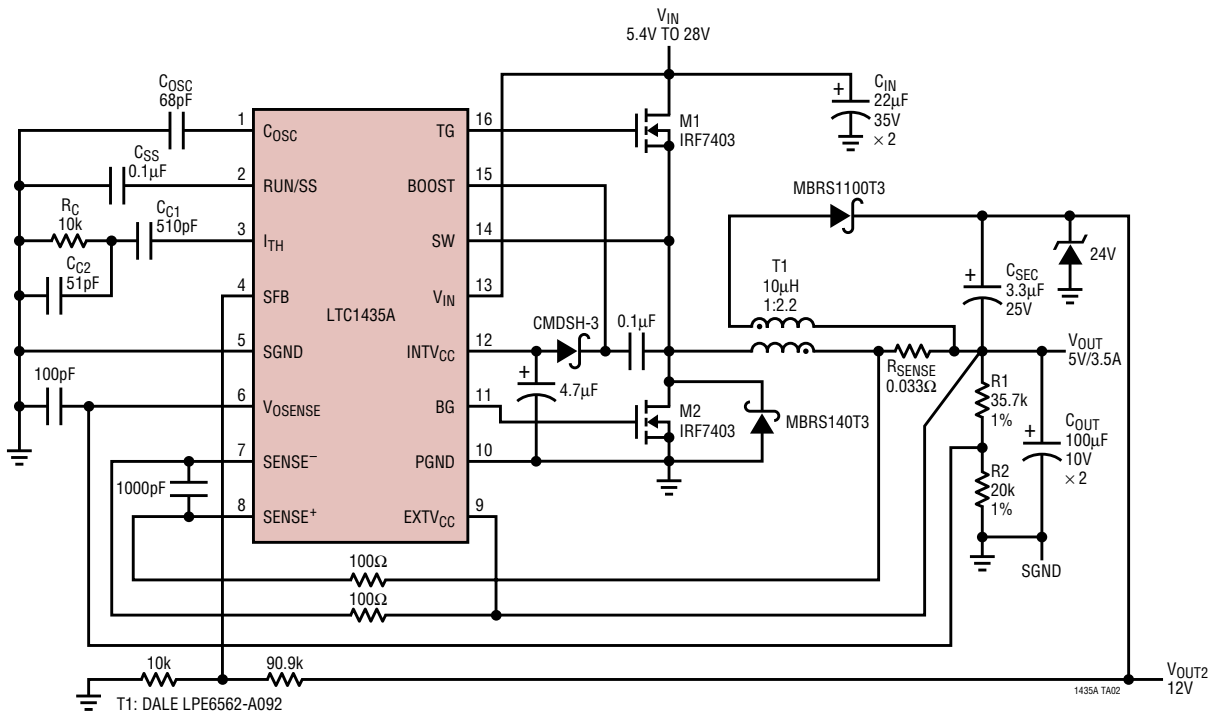 V_IN
5.4V TO 28V
C_OSC
68pF
C_SS
0.1µF
R_C
10k
C_C1
510pF
C_C2
51pF
100pF
1000pF
1
2
3
4
5
6
7
8
C_OSC
RUN/SS
I_TH
SFB
SGND
V_OSENSE
SENSE⁻
SENSE⁺
LTC1435A
TG
BOOST
SW
V_IN
INTV_CC
BG
PGND
EXTV_CC
16
15
14
13
12
11
10
9
M1
IRF7403
+
C_IN
22µF
35V
× 2
MBRS1100T3
24V
T1
10µH
1:2.2
+
C_SEC
3.3µF
25V
CMDSH-3
0.1µF
+
4.7µF
R_SENSE
0.033Ω
V_OUT
5V/3.5A
M2
IRF7403
MBRS140T3
R1
35.7k
1%
R2
20k
1%
+
C_OUT
100µF
10V
× 2
SGND
100Ω
100Ω
10k
90.9k
V_OUT2
12V
T1: DALE LPE6562-A092
1435A TA02